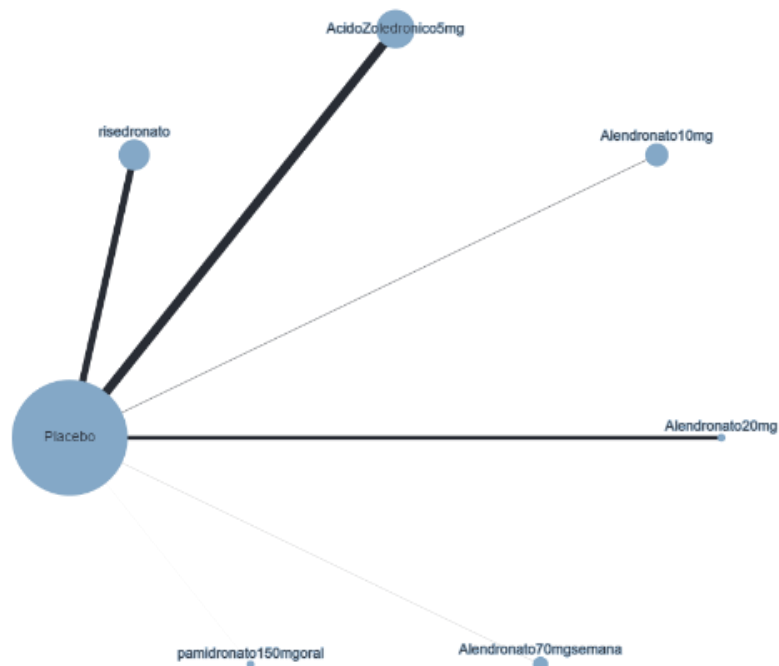 AcidoZoledronico5mg
risedronato
Alendronato10mg
Alendronato20mg
Placebo
pamidronato150mgoral
Alendronato70mgsemana